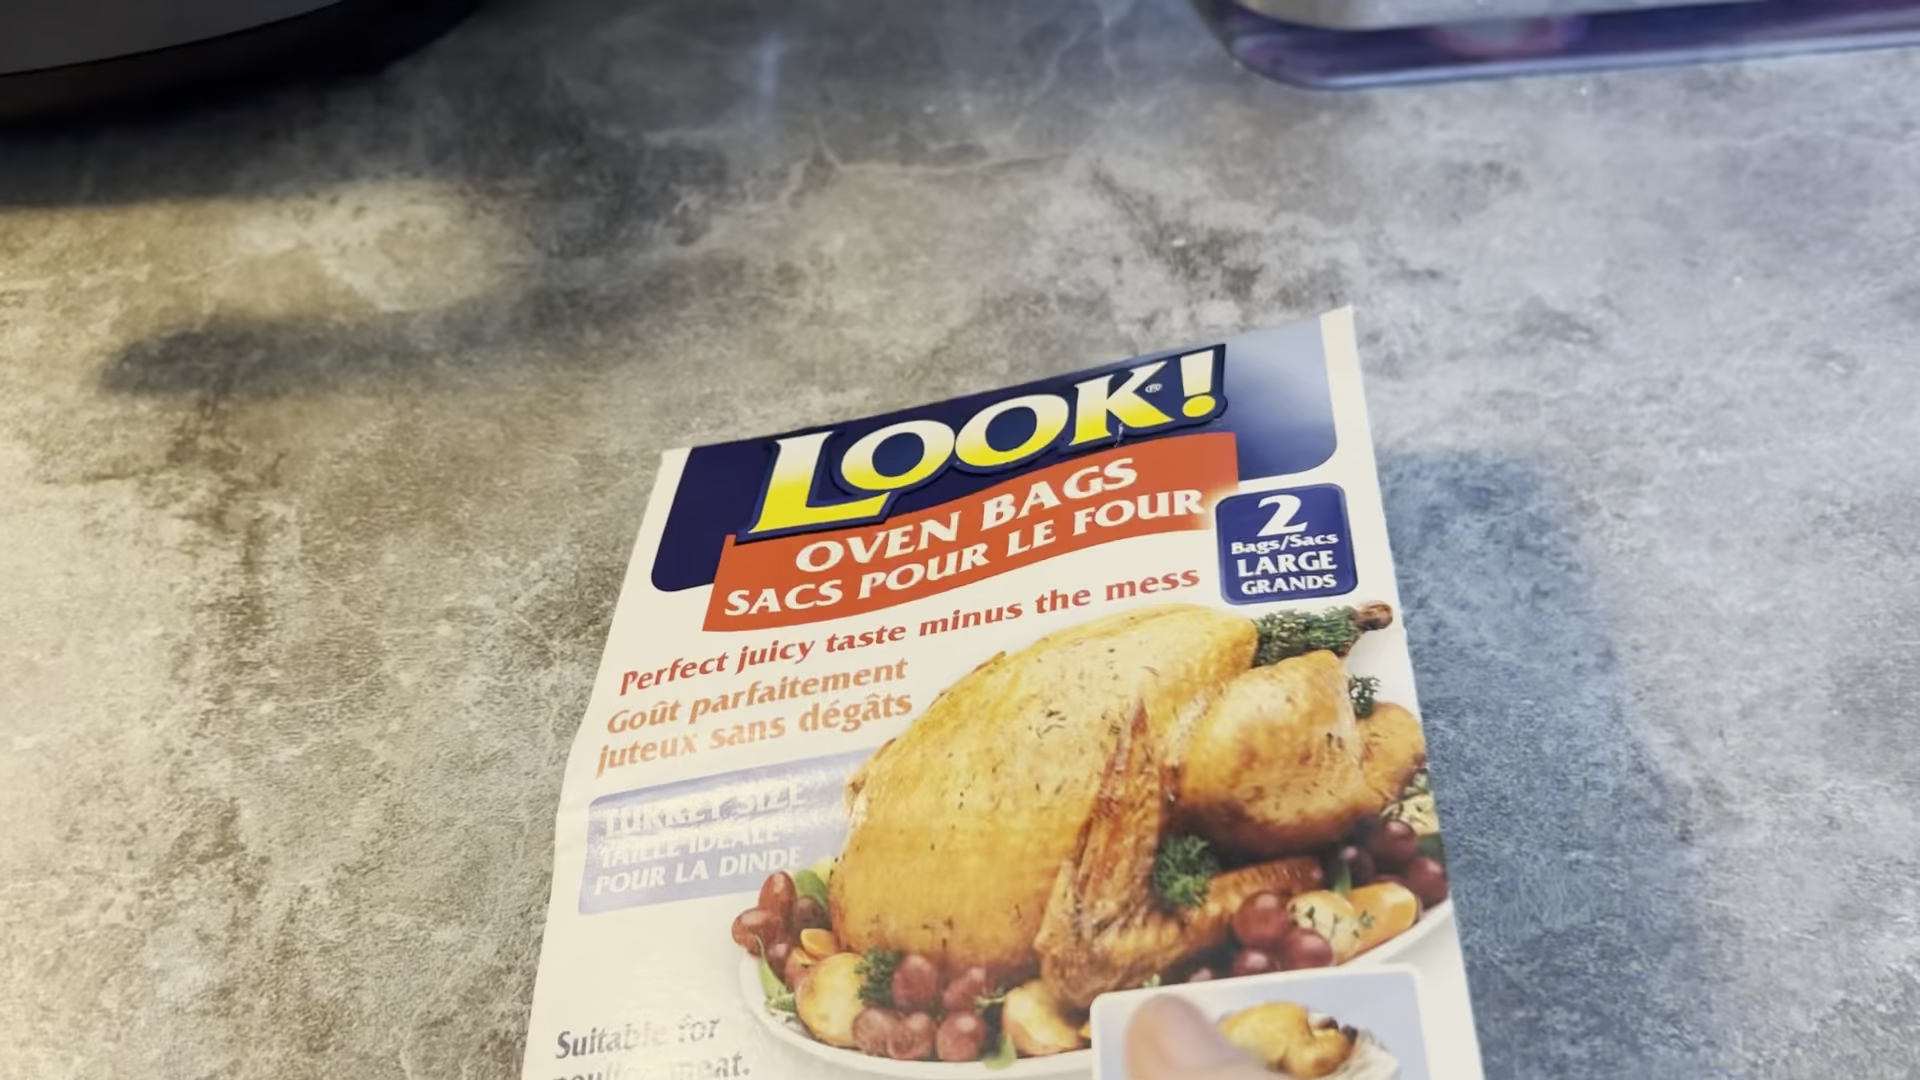 LOOK!®
OVEN BAGS
SACS POUR LE FOUR
2
Bags/Sacs
LARGE
GRANDS
Perfect juicy taste minus the mess
Goût parfaitement
juteux sans dégâts
TURKEY SIZE
TAILLE IDÉALE
POUR LA DINDE
Suitable for
meat.